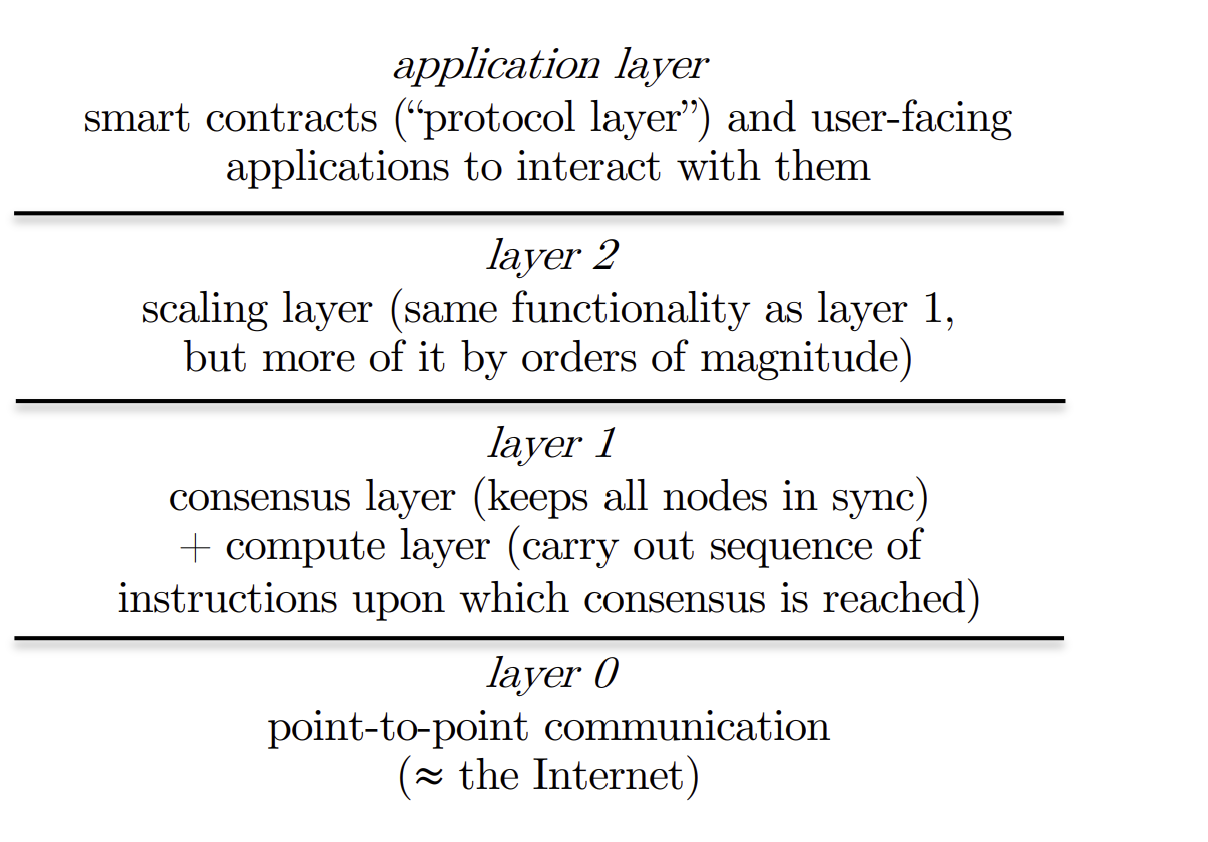 application layer
smart contracts (“protocol layer”) and user-facing
applications to interact with them
layer 2
scaling layer (same functionality as layer 1,
but more of it by orders of magnitude)
layer 1
consensus layer (keeps all nodes in sync)
+ compute layer (carry out sequence of
instructions upon which consensus is reached)
layer 0
point-to-point communication
(≈ the Internet)